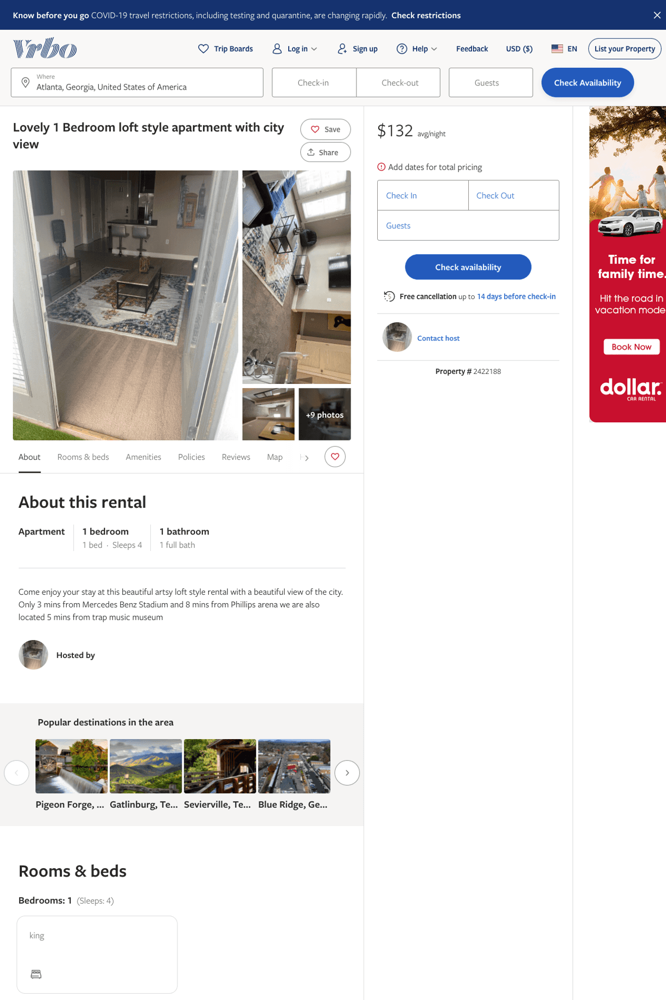 Know before you go COVID-19 travel restrictions, including testing and quarantine, are changing rapidly. Check restrictions
Vrbo
Trip Boards
Log in
Sign up
Help
Feedback
USD ($)
EN
List your Property
Where
Atlanta, Georgia, United States of America
Check-in
Check-out
Guests
Check Availability
Lovely 1 Bedroom loft style apartment with city
view
Save
Share
+9 photos
$132 avg/night
Add dates for total pricing
Check In
Check Out
Guests
Check availability
Free cancellation up to 14 days before check-in
Contact host
Property # 2422188
Time for
family time.
Hit the road in
vacation mode
Book Now
dollar.
CAR RENTAL
About
Rooms & beds
Amenities
Policies
Reviews
Map
H
About this rental
Apartment
1 bedroom
1 bed · Sleeps 4
1 bathroom
1 full bath
Come enjoy your stay at this beautiful artsy loft style rental with a beautiful view of the city.
Only 3 mins from Mercedes Benz Stadium and 8 mins from Phillips arena we are also
located 5 mins from trap music museum
Hosted by
Popular destinations in the area
Pigeon Forge, ...
Gatlinburg, Te...
Sevierville, Te...
Blue Ridge, Ge...
Rooms & beds
Bedrooms: 1 (Sleeps: 4)
king